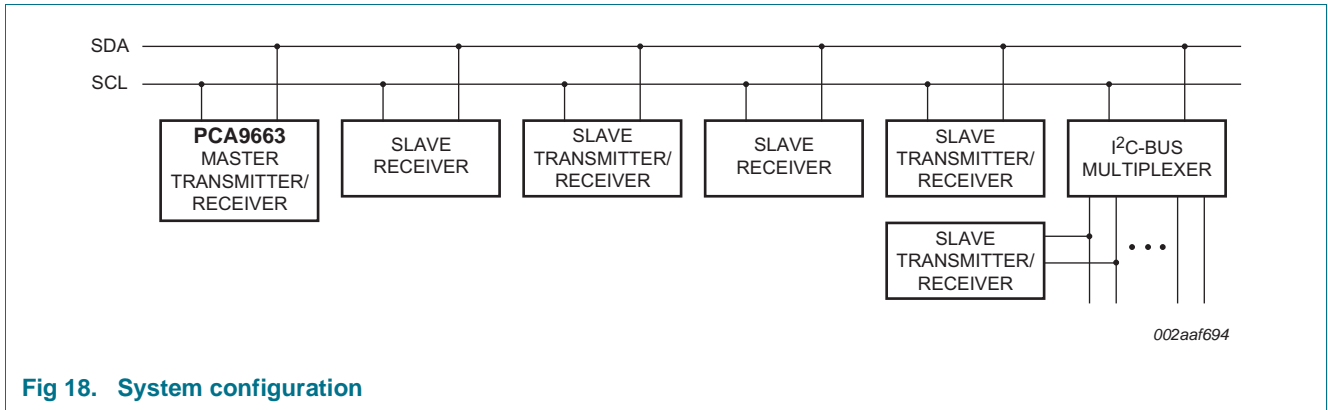 SDA
SCL
PCA9663
MASTER
TRANSMITTER/
RECEIVER
SLAVE
RECEIVER
SLAVE
TRANSMITTER/
RECEIVER
SLAVE
RECEIVER
SLAVE
TRANSMITTER/
RECEIVER
I²C-BUS
MULTIPLEXER
SLAVE
TRANSMITTER/
RECEIVER
002aaf694
Fig 18. System configuration